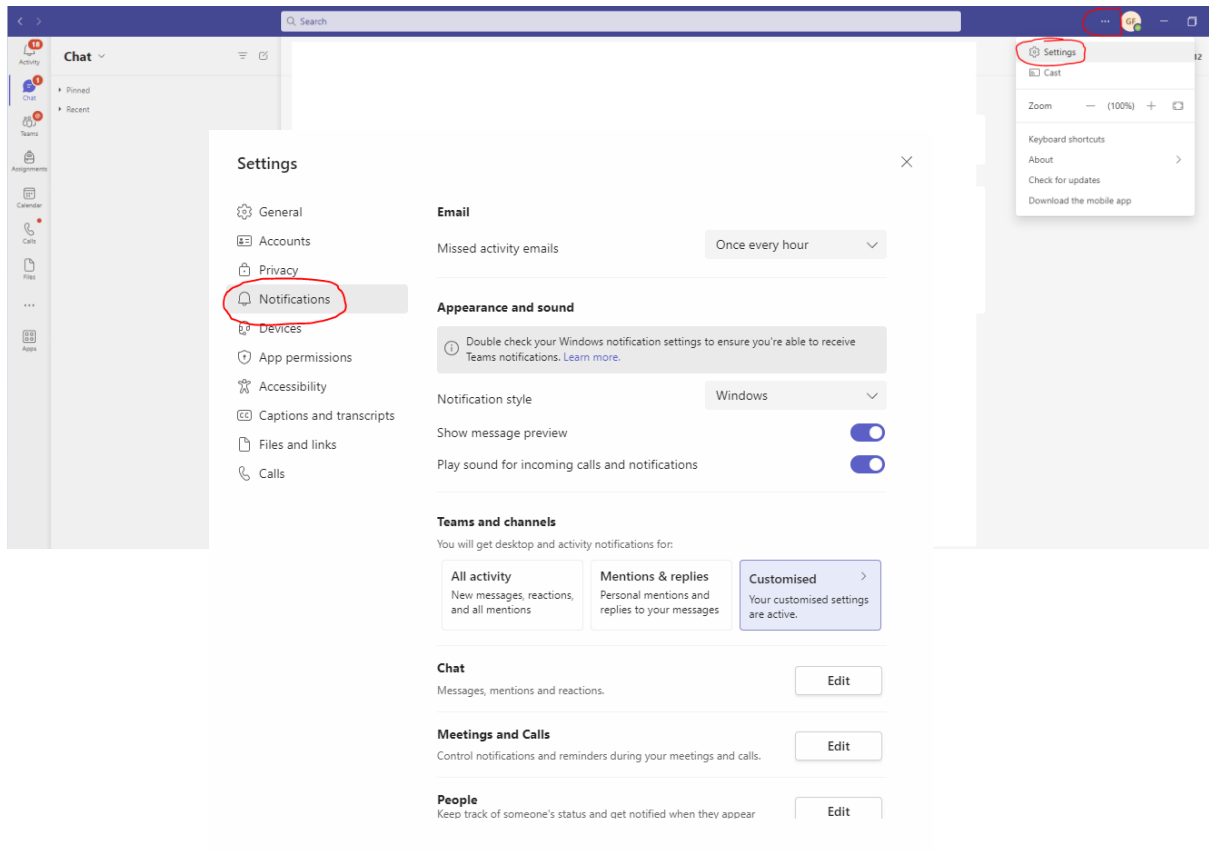 Search
GF
18
Activity
Chat
1
Chat
Teams
Assignments
Calendar
Calls
Files
Apps
Pinned
Recent
Settings
12
Cast
Zoom — (100%) +
Keyboard shortcuts
About
Check for updates
Download the mobile app
Settings
General
Accounts
Privacy
Notifications
Devices
App permissions
Accessibility
CC Captions and transcripts
Files and links
Calls
Email
Missed activity emails Once every hour
Appearance and sound
Double check your Windows notification settings to ensure you're able to receive
Teams notifications. Learn more.
Notification style Windows
Show message preview
Play sound for incoming calls and notifications
Teams and channels
You will get desktop and activity notifications for:
All activity
New messages, reactions,
and all mentions
Mentions & replies
Personal mentions and
replies to your messages
Customised
Your customised settings
are active.
Chat
Messages, mentions and reactions.
Edit
Meetings and Calls
Control notifications and reminders during your meetings and calls.
Edit
People
Keep track of someone's status and get notified when they appear
Edit